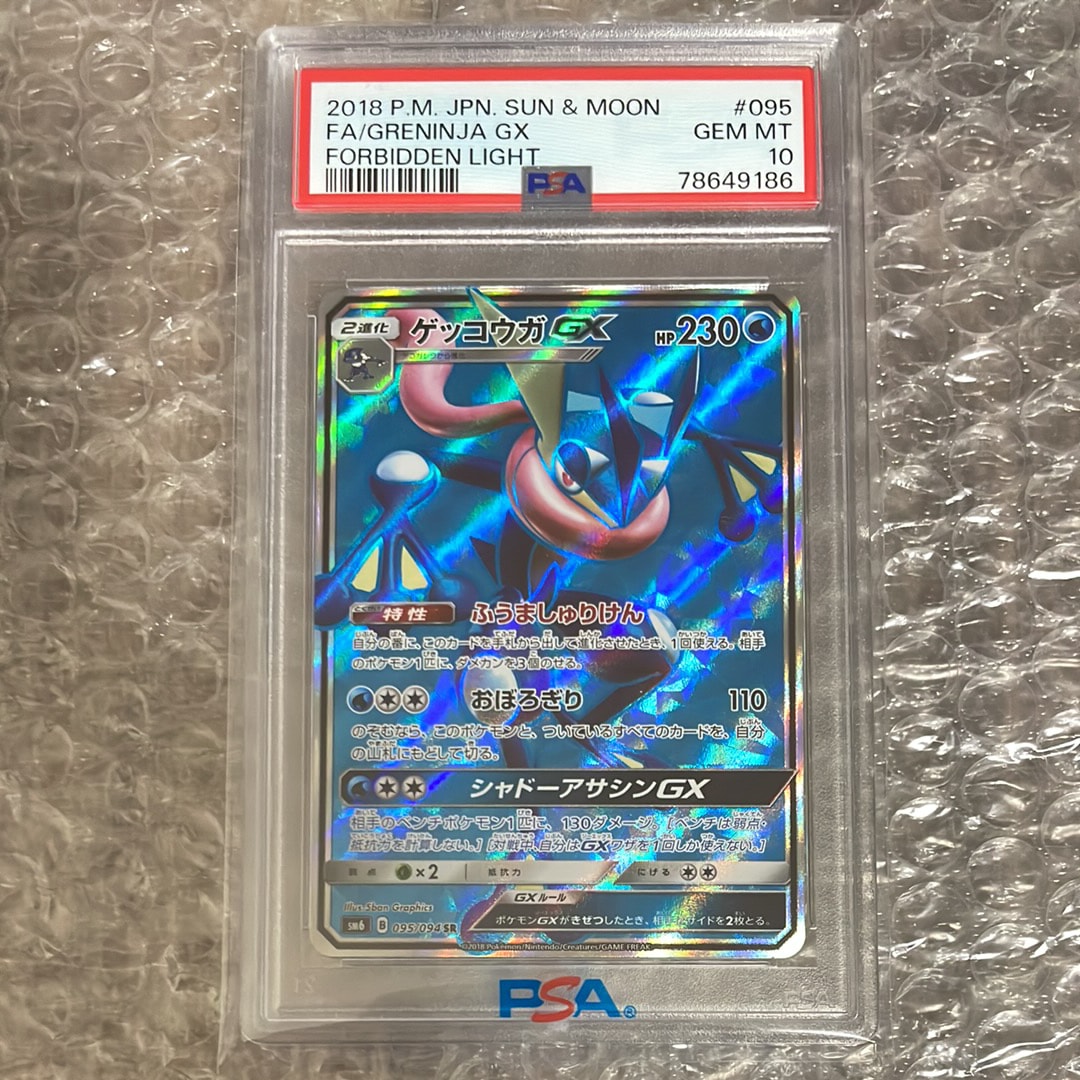 2018 P.M. JPN. SUN & MOON #095
FA/GRENINJA GX GEM MT
FORBIDDEN LIGHT 10
PSA 78649186
2進化 ゲッコウガGX HP230
特性 ふうましゅりけん
自分の番に、このカードを手札から出して進化させたとき、1回使える。相手
のポケモン1匹に、ダメカンを3個のせる。
おぼろぎり 110
のぞむなら、このポケモンと、ついているすべてのカードを、自分
の山札にもどして切る。
シャドーアサシンGX
相手のベンチポケモン1匹に、130ダメージ。[ベンチは弱点・
抵抗力を計算しない。][対戦中、自分はGXワザを1回しか使えない。]
弱点 ×2 抵抗力 にげる
GXルール
ポケモンGXがきぜつしたとき、相手はサイドを2枚とる。
Illus. 5ban Graphics
SM6 B 095/094 SR
©2018 Pokémon/Nintendo/Creatures/GAME FREAK
PSA®